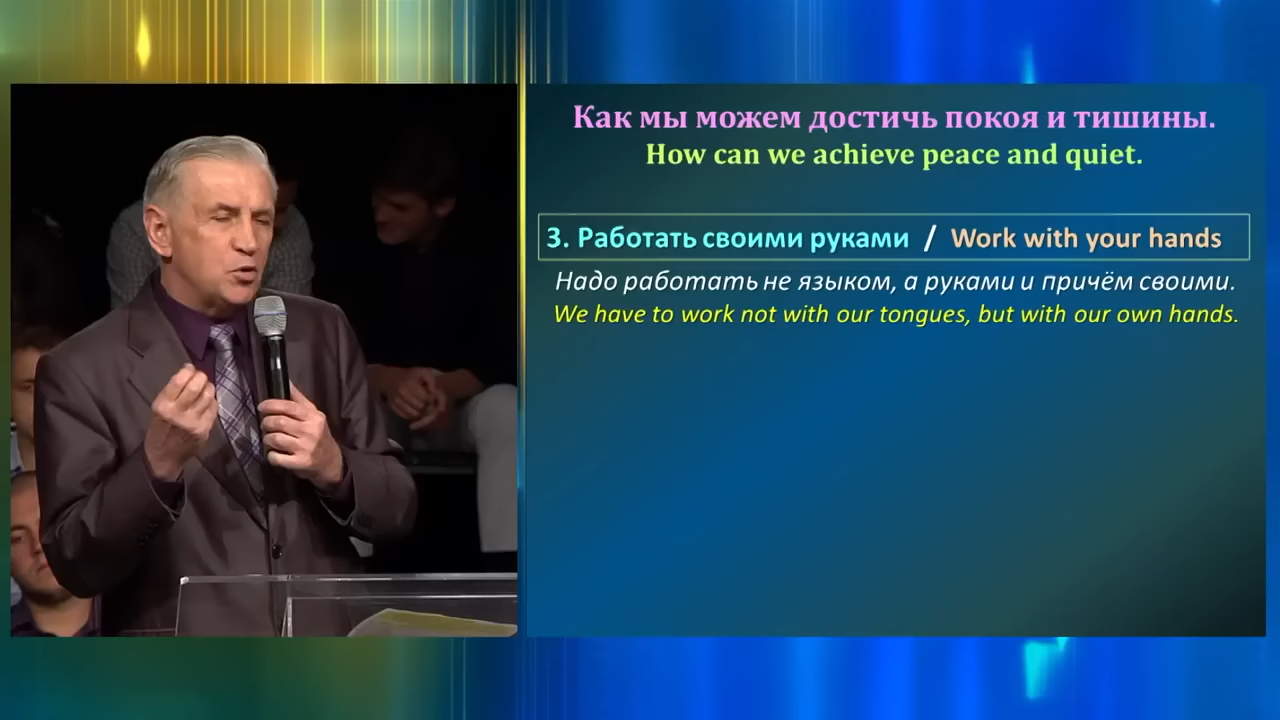 Как мы можем достичь покоя и тишины.
How can we achieve peace and quiet.
3. Работать своими руками / Work with your hands
Надо работать не языком, а руками и причём своими.
We have to work not with our tongues, but with our own hands.